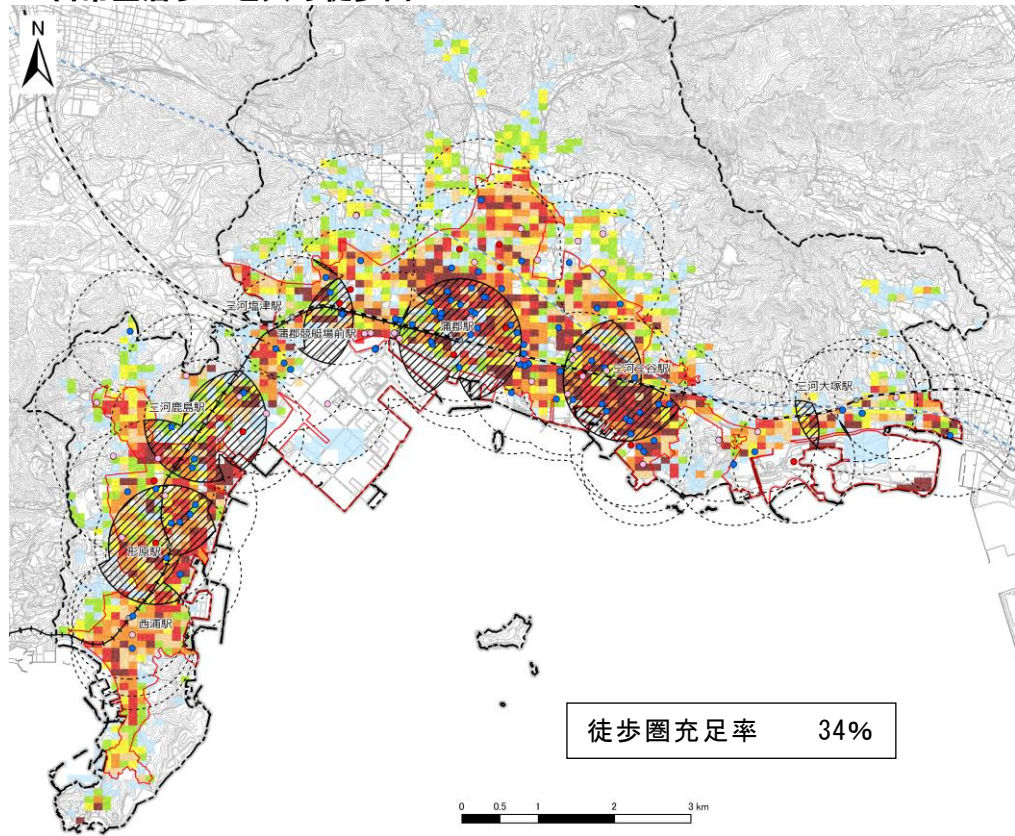 N
三河塩津駅
蒲郡競艇場前駅
蒲郡駅
三河三谷駅
三河大塚駅
三河鹿島駅
形原駅
西浦駅
徒歩圏充足率 34%
0 0.5 1 2 3 km